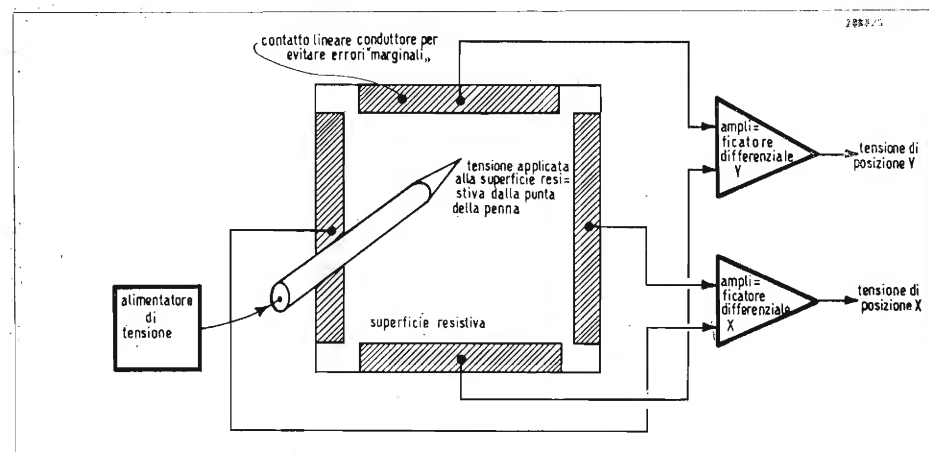 contatto lineare conduttore per
evitare errori "marginali„
tensione applicata
alla superficie resi=
stiva dalla punta
della penna
alimentatore
di
tensione
superficie resistiva
ampli=
ficatore
differenziale
Y
tensione di
posizione Y
ampli=
ficatore
differenziale
X
tensione di
posizione X